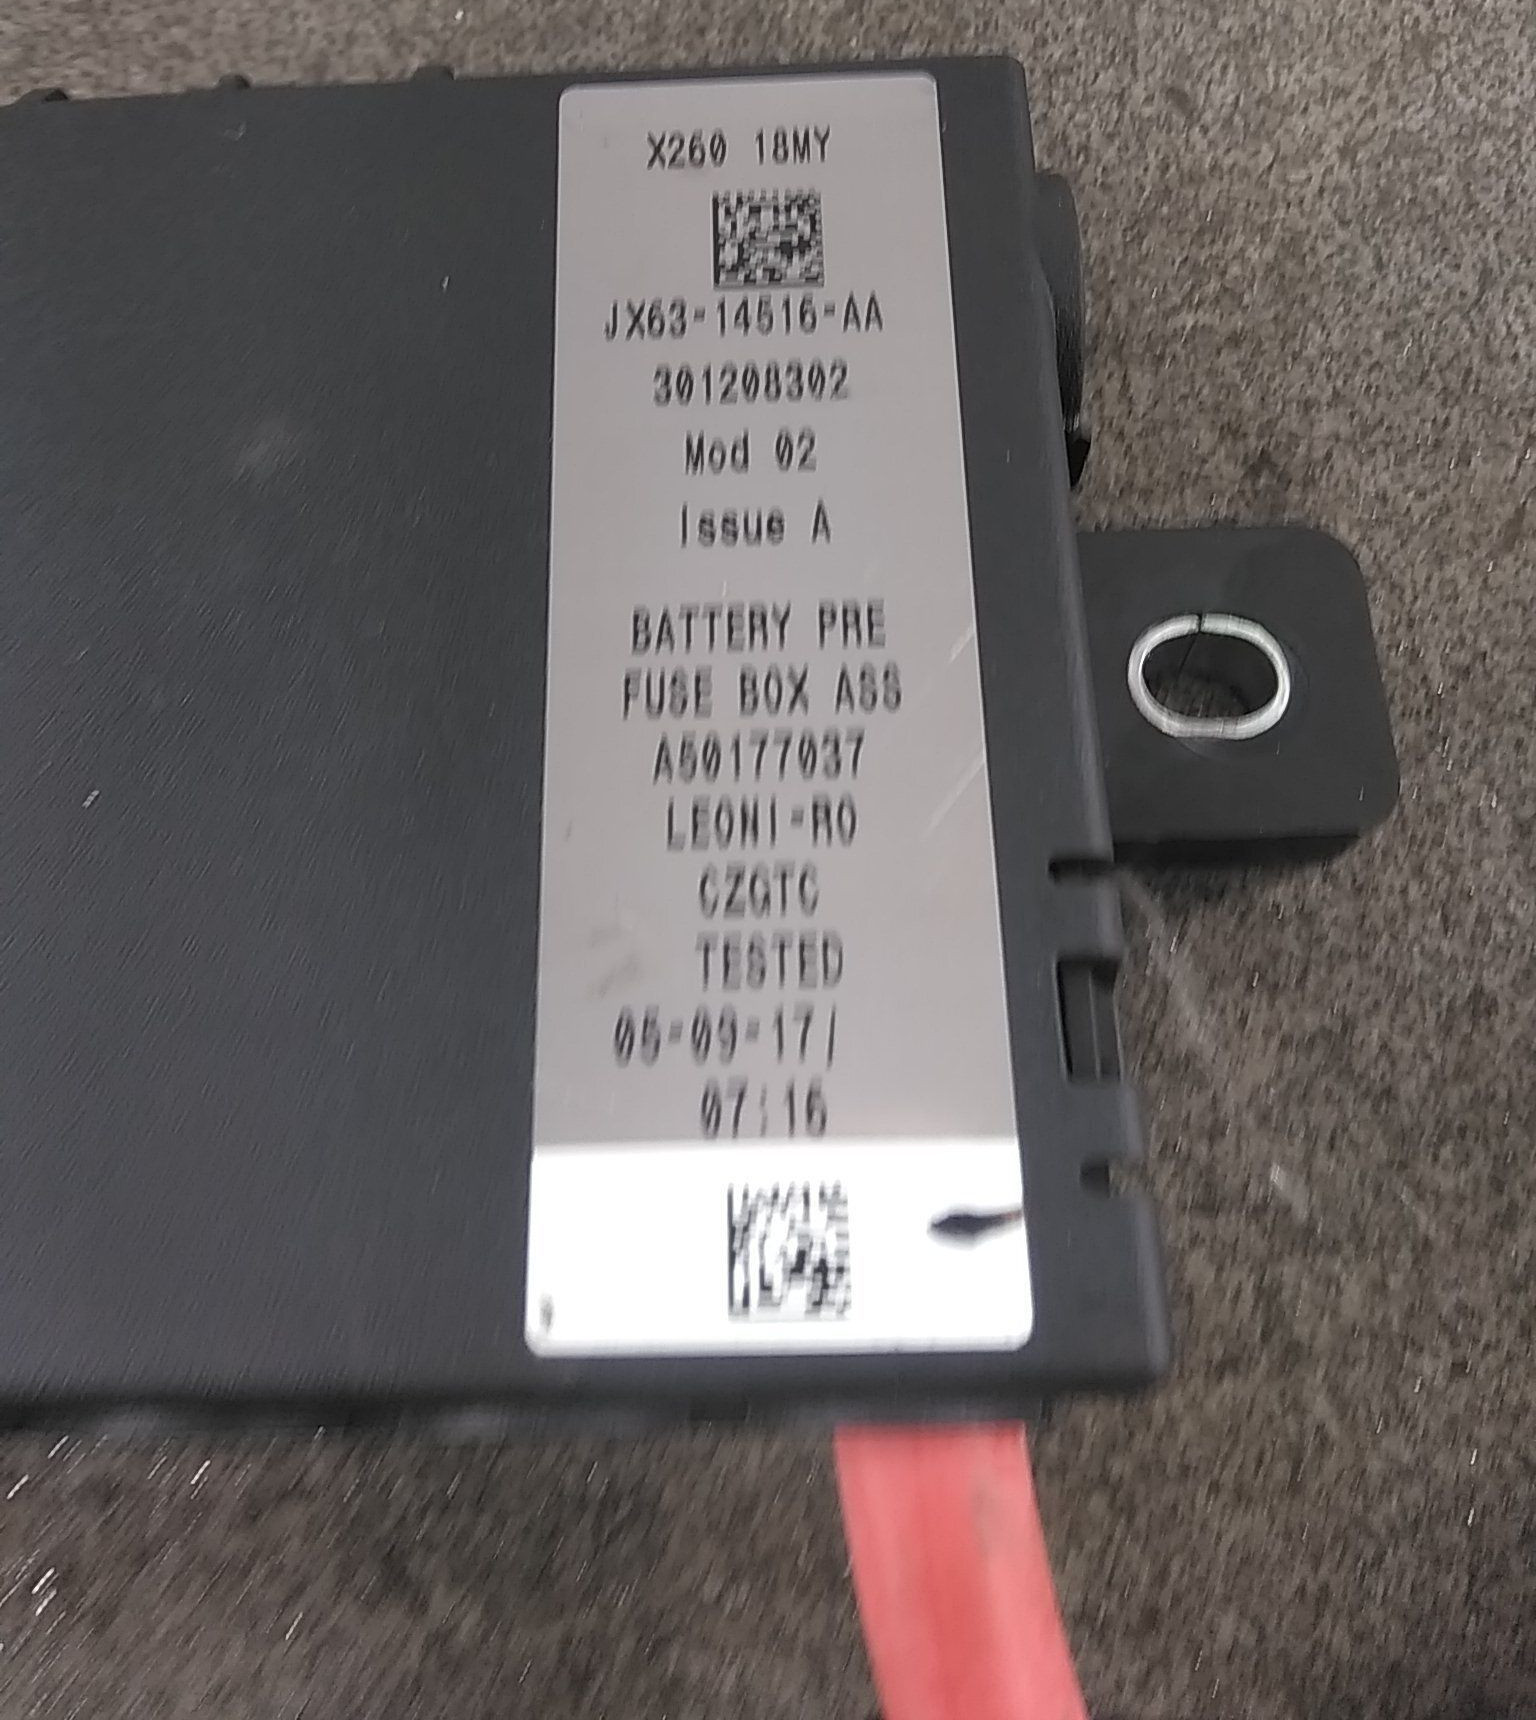 X260 18MY
JX63-14516-AA
301208302
Mod 02
Issue A
BATTERY PRE
FUSE BOX ASS
A50177037
LEONI-RO
CZGTC
TESTED
05-09-17/
07:16